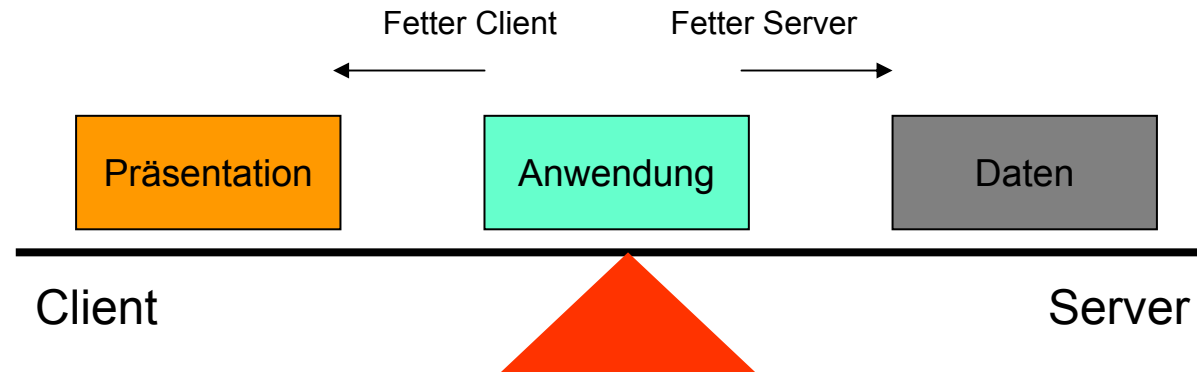 Fetter Client Fetter Server
Präsentation Anwendung Daten
Client Server